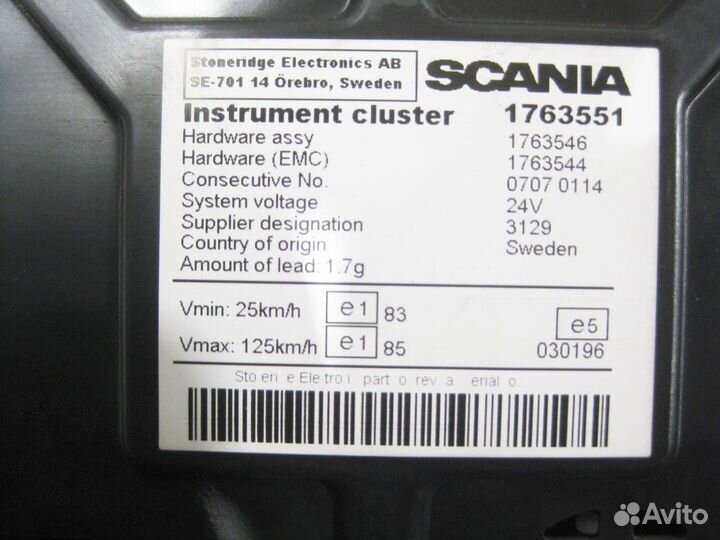 Stoneridge Electronics AB
SE-701 14 Örebro, Sweden
SCANIA
Instrument cluster 1763551
Hardware assy 1763546
Hardware (EMC) 1763544
Consecutive No. 0707 0114
System voltage 24V
Supplier designation 3129
Country of origin Sweden
Amount of lead: 1.7g
Vmin: 25km/h e1 83
Vmax: 125km/h e1 85
e5
030196
part
rev.
Avito